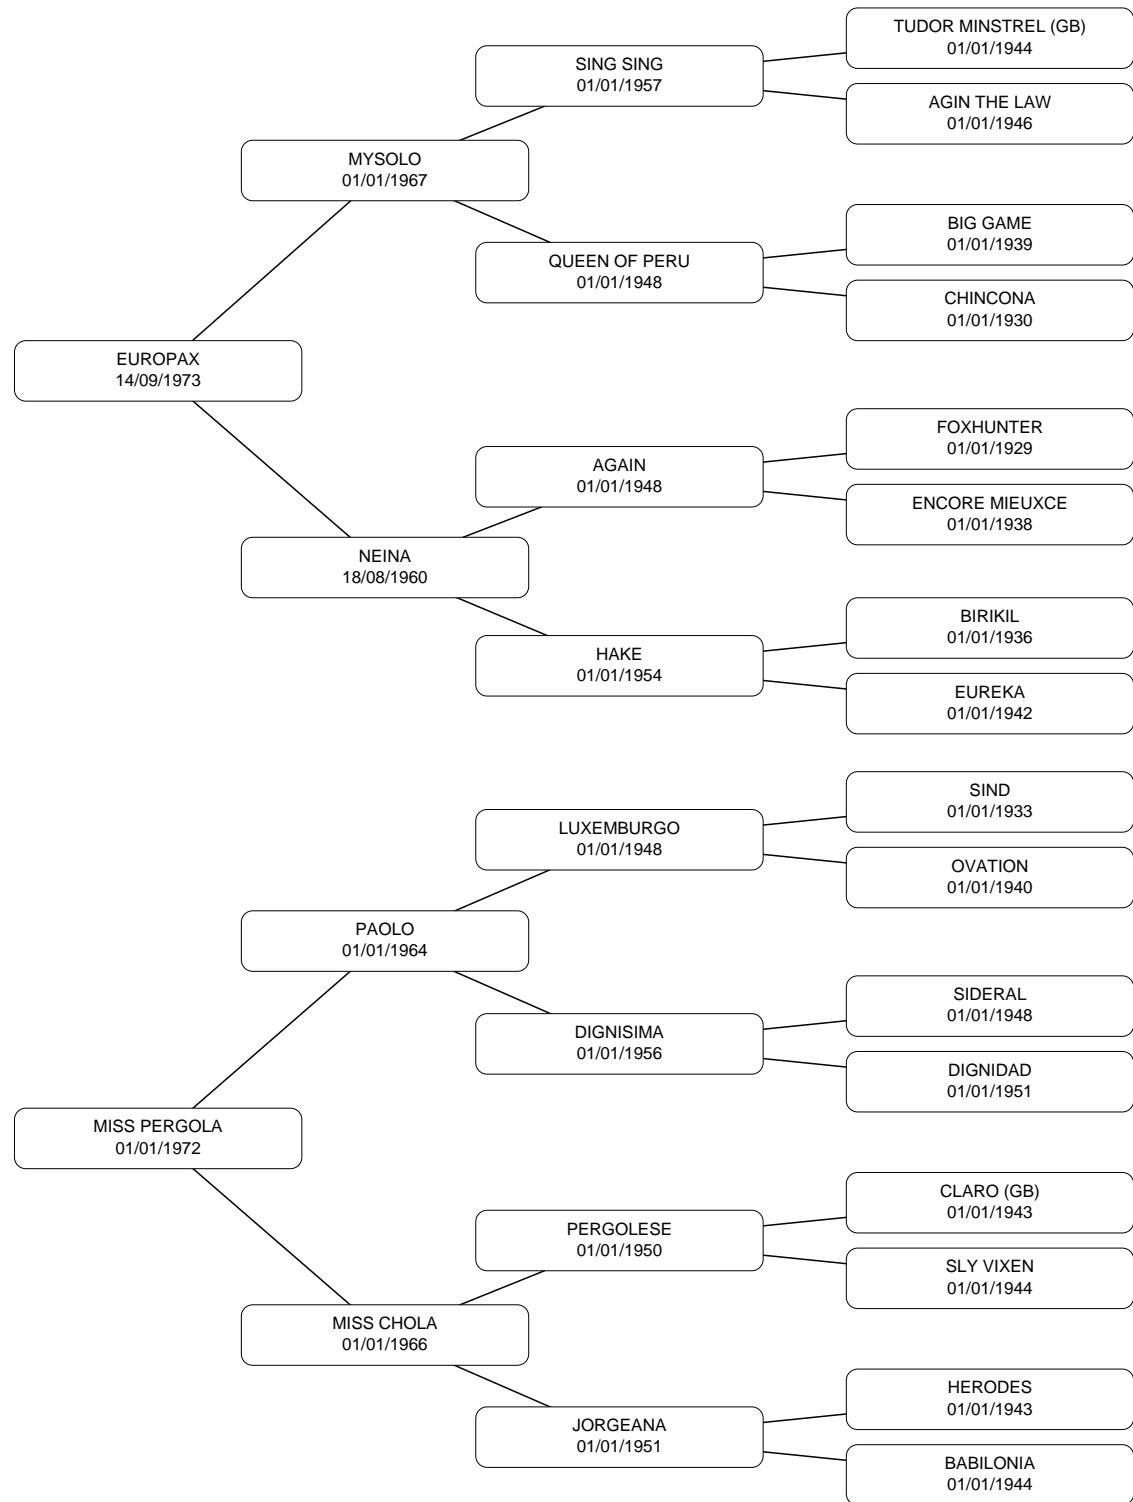 TUDOR MINSTREL (GB)
01/01/1944
SING SING
01/01/1957
AGIN THE LAW
01/01/1946
MYSOLO
01/01/1967
BIG GAME
01/01/1939
QUEEN OF PERU
01/01/1948
CHINCONA
01/01/1930
EUROPAX
14/09/1973
FOXHUNTER
01/01/1929
AGAIN
01/01/1948
ENCORE MIEUXCE
01/01/1938
NEINA
18/08/1960
BIRIKIL
01/01/1936
HAKE
01/01/1954
EUREKA
01/01/1942
SIND
01/01/1933
LUXEMBURGO
01/01/1948
OVATION
01/01/1940
PAOLO
01/01/1964
SIDERAL
01/01/1948
DIGNISIMA
01/01/1956
DIGNIDAD
01/01/1951
MISS PERGOLA
01/01/1972
CLARO (GB)
01/01/1943
PERGOLESE
01/01/1950
SLY VIXEN
01/01/1944
MISS CHOLA
01/01/1966
HERODES
01/01/1943
JORGEANA
01/01/1951
BABILONIA
01/01/1944